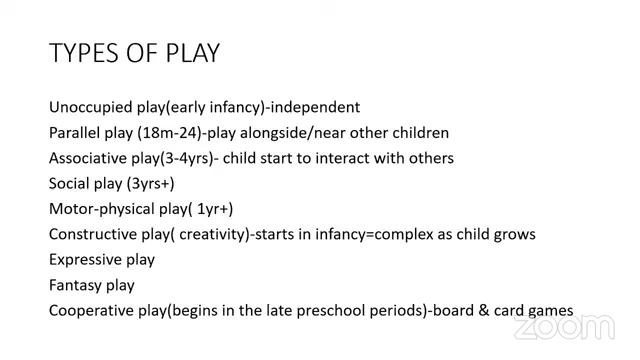 TYPES OF PLAY
Unoccupied play(early infancy)-independent
Parallel play (18m-24)-play alongside/near other children
Associative play(3-4yrs)- child start to interact with others
Social play (3yrs+)
Motor-physical play( 1yr+)
Constructive play( creativity)-starts in infancy=complex as child grows
Expressive play
Fantasy play
Cooperative play(begins in the late preschool periods)-board & card games
zoom